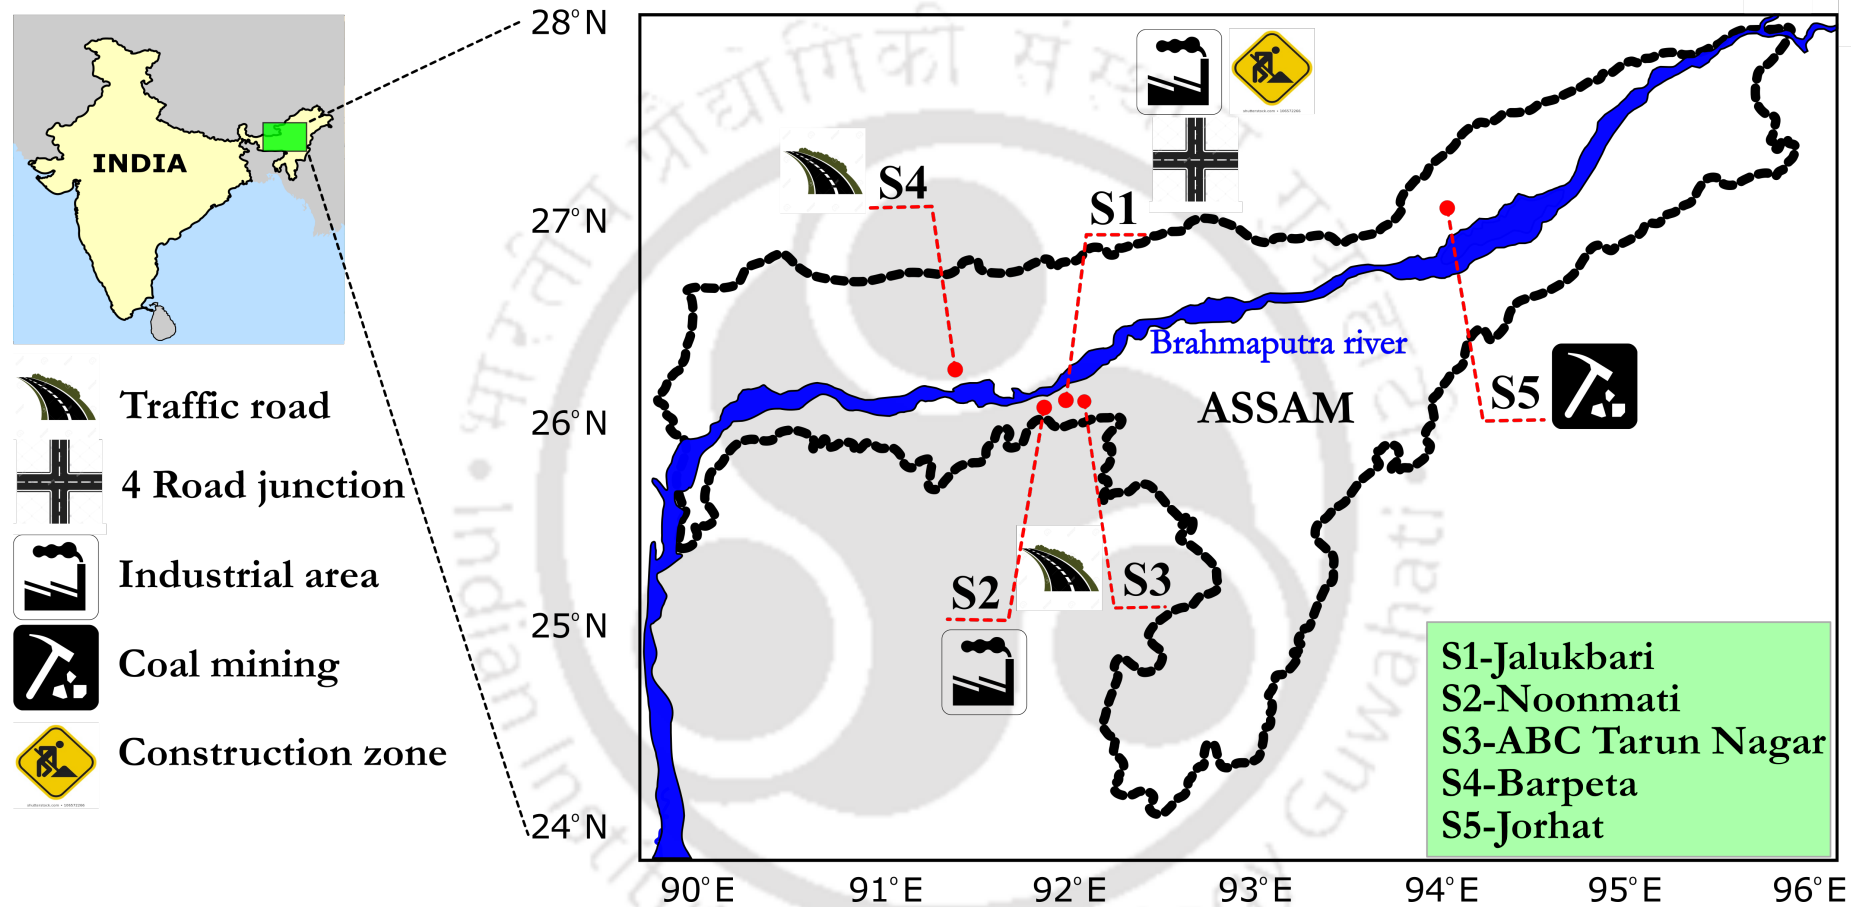 INDIA
Traffic road
4 Road junction
Industrial area
Coal mining
Construction zone
28°N
27°N
26°N
25°N
24°N
90°E
91°E
92°E
93°E
94°E
95°E
96°E
S4
S1
S2
S3
S5
Brahmaputra river
ASSAM
S1-Jalukbari
S2-Noonmati
S3-ABC Tarun Nagar
S4-Barpeta
S5-Jorhat